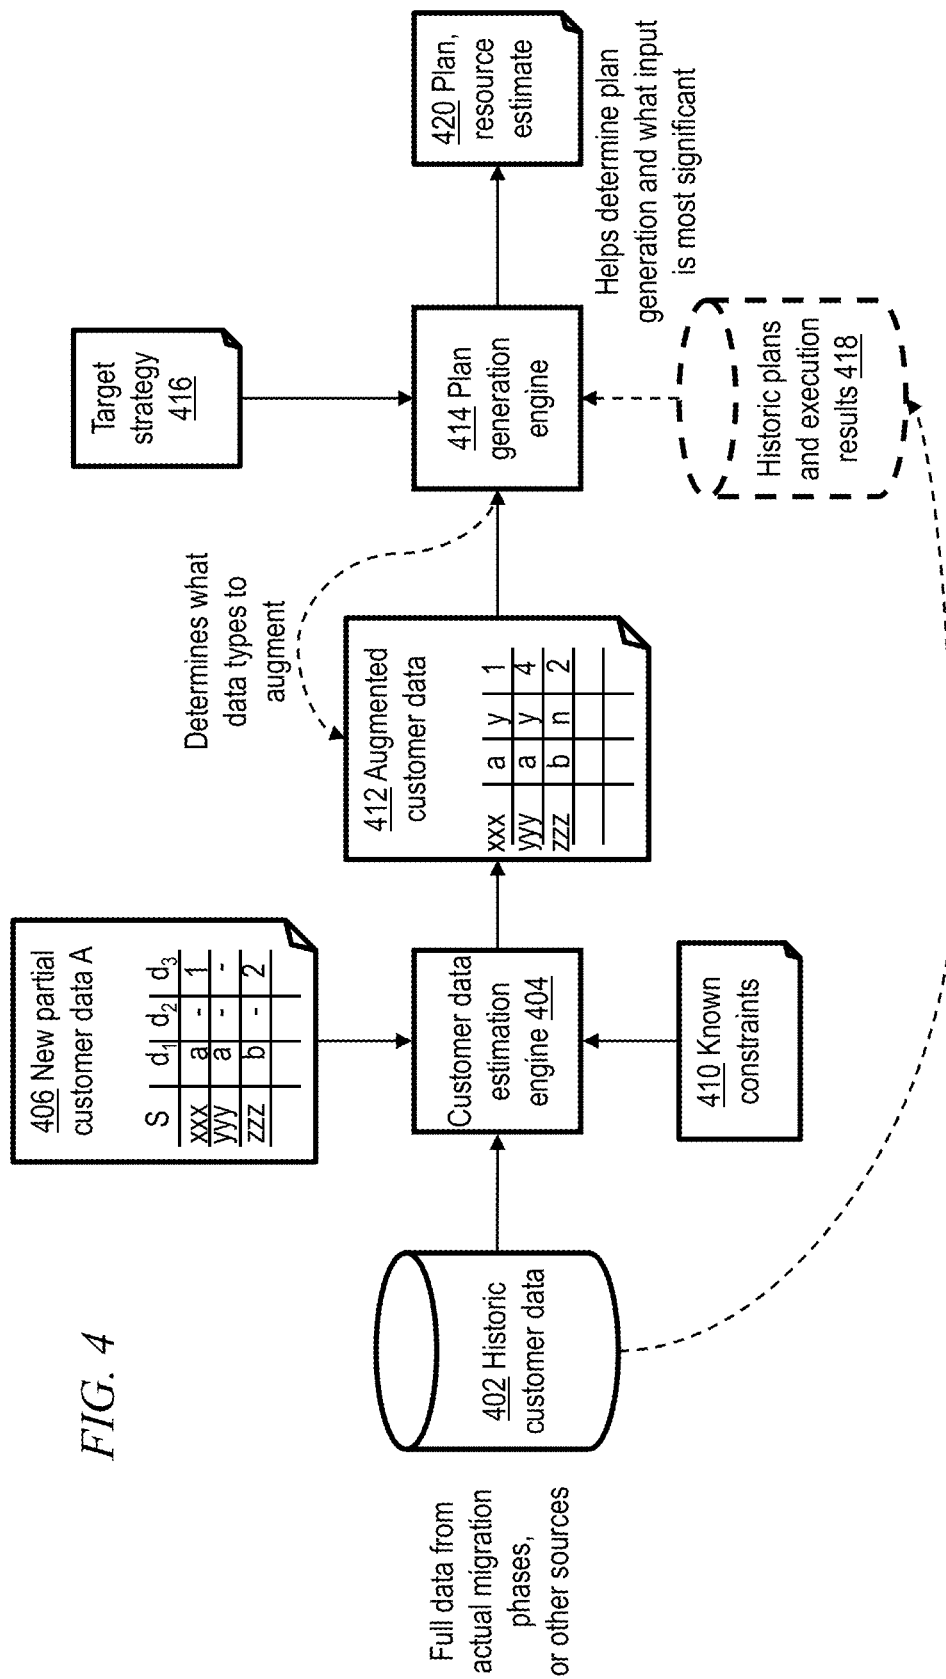 FIG. 4
Full data from
actual migration
phases,
or other sources
402 Historic
customer data
406 New partial
customer data A
S d1 d2 d3
xxx a - 1
yyy a - -
zzz b - 2
Customer data
estimation
engine 404
410 Known
constraints
412 Augmented
customer data
xxx a y 1
yyy a y 4
zzz b n 2
Determines what
data types to
augment
Target
strategy
416
414 Plan
generation
engine
Historic plans
and execution
results 418
Helps determine plan
generation and what input
is most significant
420 Plan,
resource
estimate